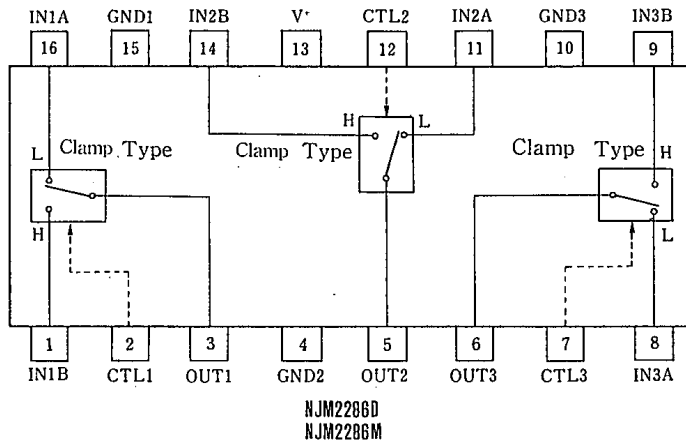 IN1A GND1 IN2B V+ CTL2 IN2A GND3 IN3B
16 15 14 13 12 11 10 9
H L
L Clamp Type Clamp Type Clamp Type H
H L
1 2 3 4 5 6 7 8
IN1B CTL1 OUT1 GND2 OUT2 OUT3 CTL3 IN3A
NJM2286D
NJM2286M